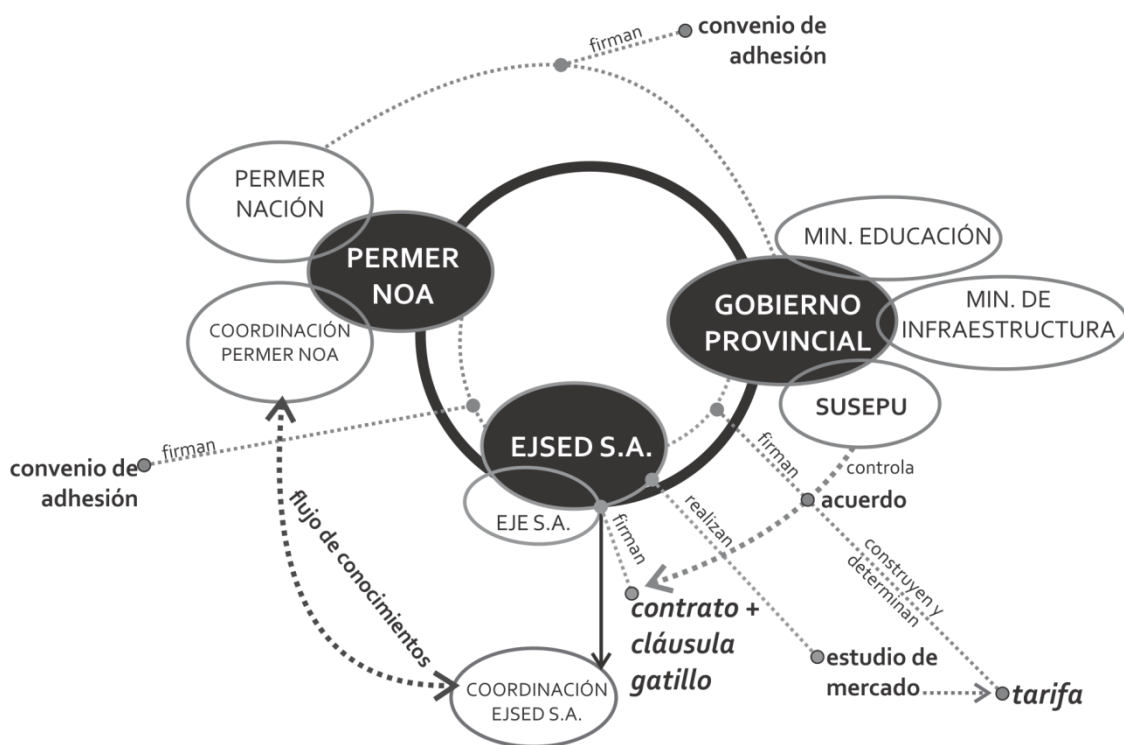 firman
convenio de
adhesión
PERMER
NACIÓN
MIN. EDUCACIÓN
PERMER
NOA
GOBIERNO
PROVINCIAL
MIN. DE
INFRAESTRUCTURA
COORDINACIÓN
PERMER NOA
SUSEPU
EJSED S.A.
firman
convenio de
adhesión
firman
controla
acuerdo
EJE S.A.
firman
realizan
flujo de conocimientos
construyen y
determinan
contrato +
cláusula
gatillo
estudio de
mercado
tarifa
COORDINACIÓN
EJSED S.A.